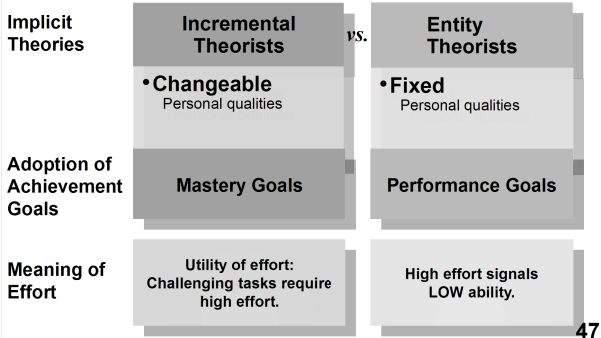 Implicit
Theories
Incremental
Theorists
vs.
Entity
Theorists
•Changeable
Personal qualities
•Fixed
Personal qualities
Adoption of
Achievement
Goals
Mastery Goals
Performance Goals
Meaning of
Effort
Utility of effort:
Challenging tasks require
high effort.
High effort signals
LOW ability.
47